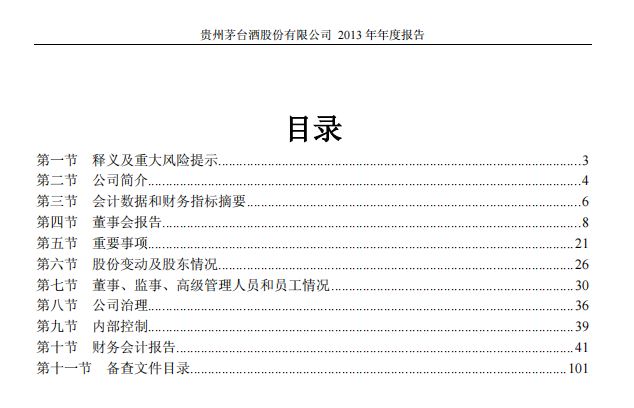 贵州茅台酒股份有限公司 2013 年年度报告
目录
第一节 释义及重大风险提示........................................3
第二节 公司简介........................................4
第三节 会计数据和财务指标摘要........................................6
第四节 董事会报告........................................8
第五节 重要事项........................................21
第六节 股份变动及股东情况........................................26
第七节 董事、监事、高级管理人员和员工情况........................................30
第八节 公司治理........................................36
第九节 内部控制........................................39
第十节 财务会计报告........................................41
第十一节 备查文件目录........................................101